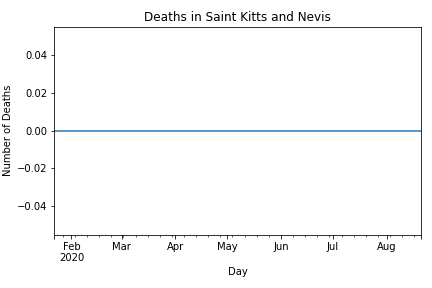 Deaths in Saint Kitts and Nevis
Number of Deaths
0.04
0.02
0.00
−0.02
−0.04
Feb Mar Apr May Jun Jul Aug
2020
Day